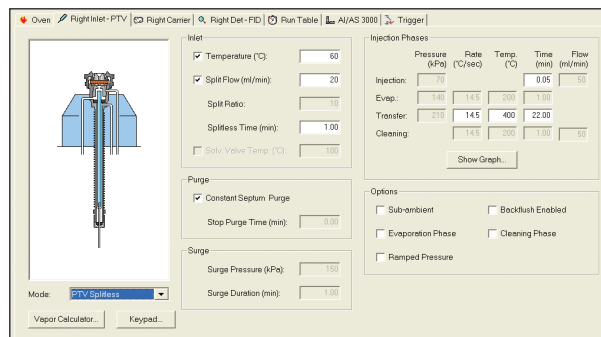 Oven Right Inlet - PTV Right Carrier Right Det - FID Run Table AI/AS 3000 Trigger
Inlet
Temperature (°C): 60
Split Flow (ml/min): 20
Split Ratio: 10
Splitless Time (min): 1.00
Solv. Valve Temp. (°C): 100
Purge
Constant Septum Purge
Stop Purge Time (min): 0.00
Surge
Surge Pressure (kPa): 150
Surge Duration (min): 1.00
Mode: PTV Splitless
Vapor Calculator... Keypad...
Injection Phases
Pressure Rate Temp. Time Flow
(kPa) (°C/sec) (°C) (min) (ml/min)
Injection: 70 0.05 50
Evap.: 140 14.5 200 1.00
Transfer: 210 14.5 400 22.00
Cleaning: 14.5 200 1.00 50
Show Graph...
Options
Sub-ambient Backflush Enabled
Evaporation Phase Cleaning Phase
Ramped Pressure